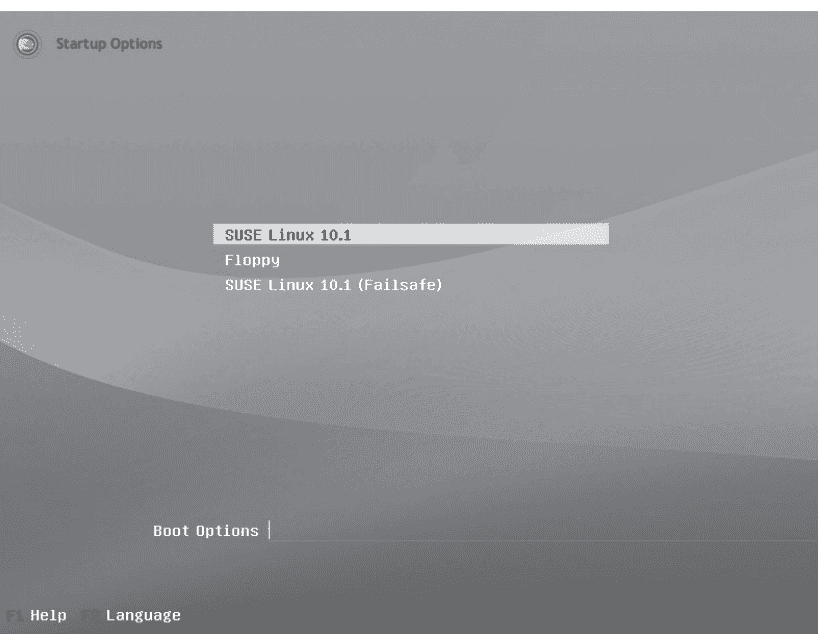 Startup Options
SUSE Linux 10.1
Floppy
SUSE Linux 10.1 (Failsafe)
Boot Options
F1 Help F2 Language